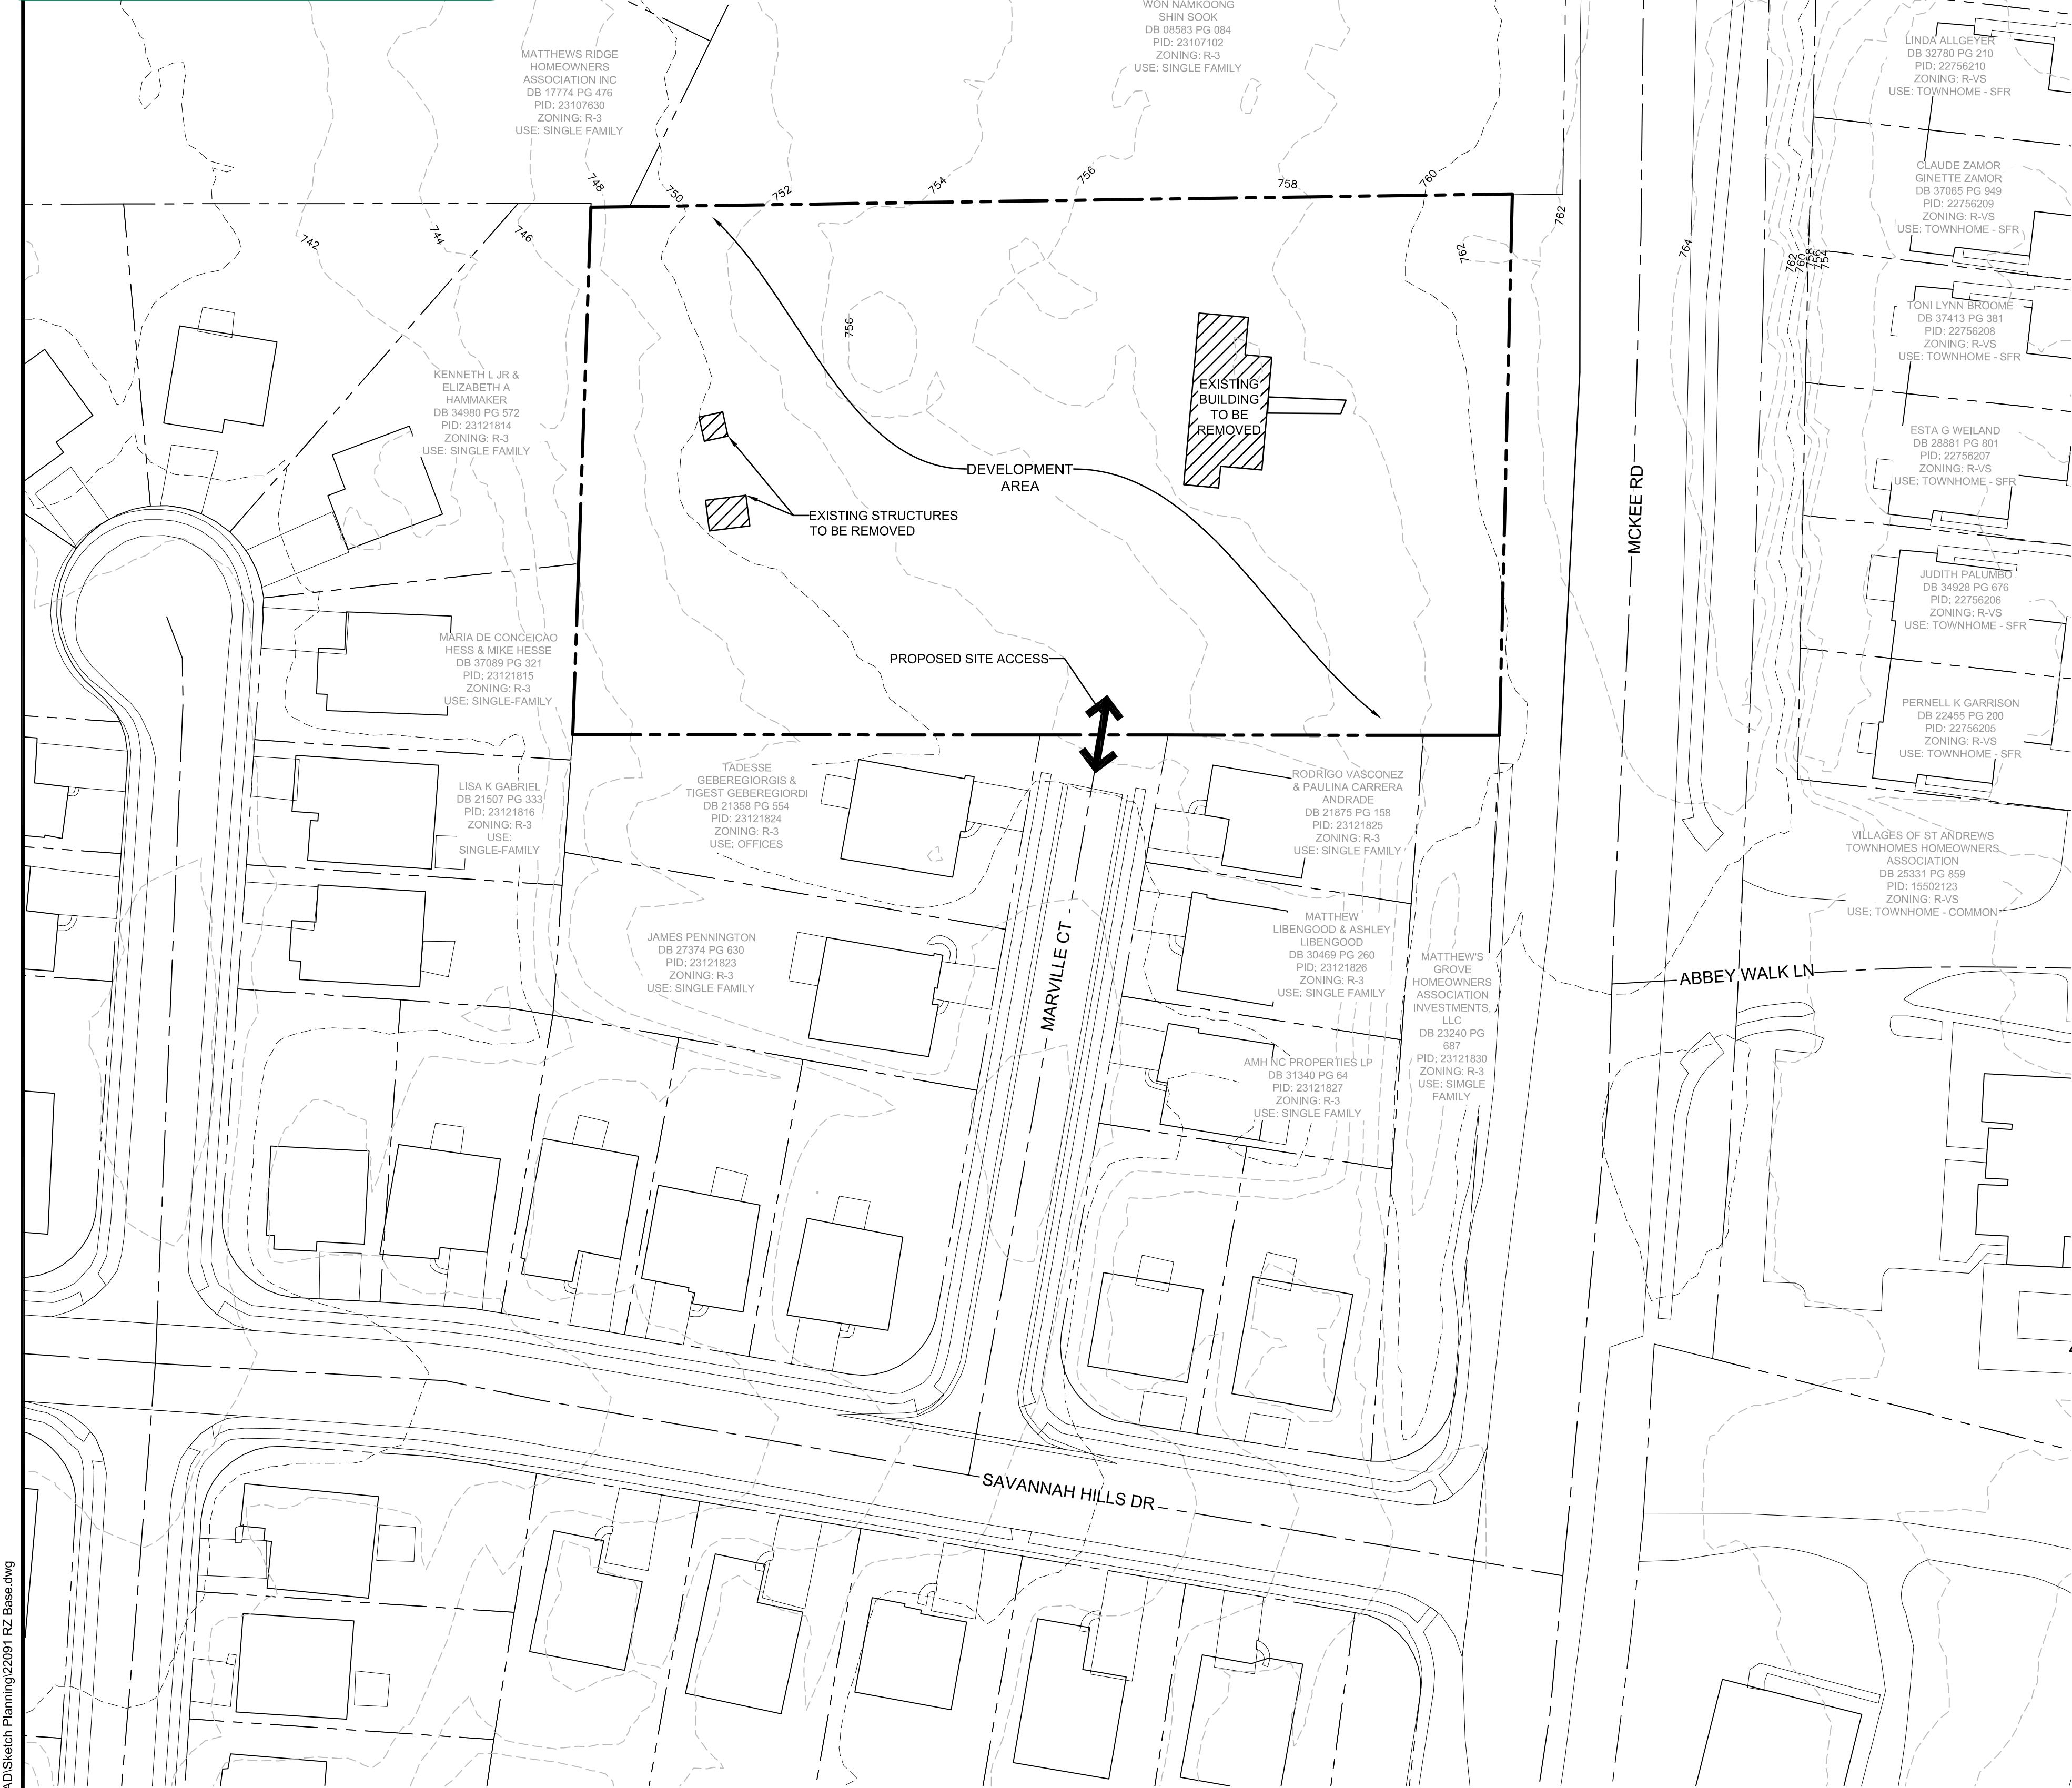 WON NAMKOONG
SHIN SOOK
DB 08583 PG 084
PID: 23107102
ZONING: R-3
USE: SINGLE FAMILY
MATTHEWS RIDGE
HOMEOWNERS
ASSOCIATION INC
DB 17774 PG 476
PID: 23107630
ZONING: R-3
USE: SINGLE FAMILY
LINDA ALLGEYER
DB 32780 PG 210
PID: 22756210
ZONING: R-VS
USE: TOWNHOME - SFR
CLAUDE ZAMOR
GINETTE ZAMOR
DB 37065 PG 949
PID: 22756209
ZONING: R-VS
USE: TOWNHOME - SFR
742
744
746
748
750
752
754
756
758
760
762
762
764
762
760
758
756
754
756
TONI LYNN BROOME
DB 37413 PG 381
PID: 22756208
ZONING: R-VS
USE: TOWNHOME - SFR
KENNETH L JR &
ELIZABETH A
HAMMAKER
DB 34980 PG 572
PID: 23121814
ZONING: R-3
USE: SINGLE FAMILY
EXISTING
BUILDING
TO BE
REMOVED
DEVELOPMENT
AREA
EXISTING STRUCTURES
TO BE REMOVED
MCKEE RD
ESTA G WEILAND
DB 28881 PG 801
PID: 22756207
ZONING: R-VS
USE: TOWNHOME - SFR
JUDITH PALUMBO
DB 34928 PG 676
PID: 22756206
ZONING: R-VS
USE: TOWNHOME - SFR
MARIA DE CONCEICAO
HESS & MIKE HESSE
DB 37089 PG 321
PID: 23121815
ZONING: R-3
USE: SINGLE-FAMILY
PROPOSED SITE ACCESS
PERNELL K GARRISON
DB 22455 PG 200
PID: 22756205
ZONING: R-VS
USE: TOWNHOME - SFR
LISA K GABRIEL
DB 21507 PG 333
PID: 23121816
ZONING: R-3
USE:
SINGLE-FAMILY
TADESSE
GEBEREGIORGIS &
TIGEST GEBEREGIORDI
DB 21358 PG 554
PID: 23121824
ZONING: R-3
USE: OFFICES
RODRIGO VASCONEZ
& PAULINA CARRERA
ANDRADE
DB 21875 PG 158
PID: 23121825
ZONING: R-3
USE: SINGLE FAMILY
VILLAGES OF ST ANDREWS
TOWNHOMES HOMEOWNERS
ASSOCIATION
DB 25331 PG 859
PID: 15502123
ZONING: R-VS
USE: TOWNHOME - COMMON
JAMES PENNINGTON
DB 27374 PG 630
PID: 23121823
ZONING: R-3
USE: SINGLE FAMILY
MARVILLE CT
MATTHEW
LIBENGOOD & ASHLEY
LIBENGOOD
DB 30469 PG 260
PID: 23121826
ZONING: R-3
USE: SINGLE FAMILY
MATTHEW'S
GROVE
HOMEOWNERS
ASSOCIATION
INVESTMENTS,
LLC
DB 23240 PG
687
PID: 23121830
ZONING: R-3
USE: SIMGLE
FAMILY
ABBEY WALK LN
AMH NC PROPERTIES LP
DB 31340 PG 64
PID: 23121827
ZONING: R-3
USE: SINGLE FAMILY
SAVANNAH HILLS DR
AD\Sketch Planning\22091 RZ Base.dwg